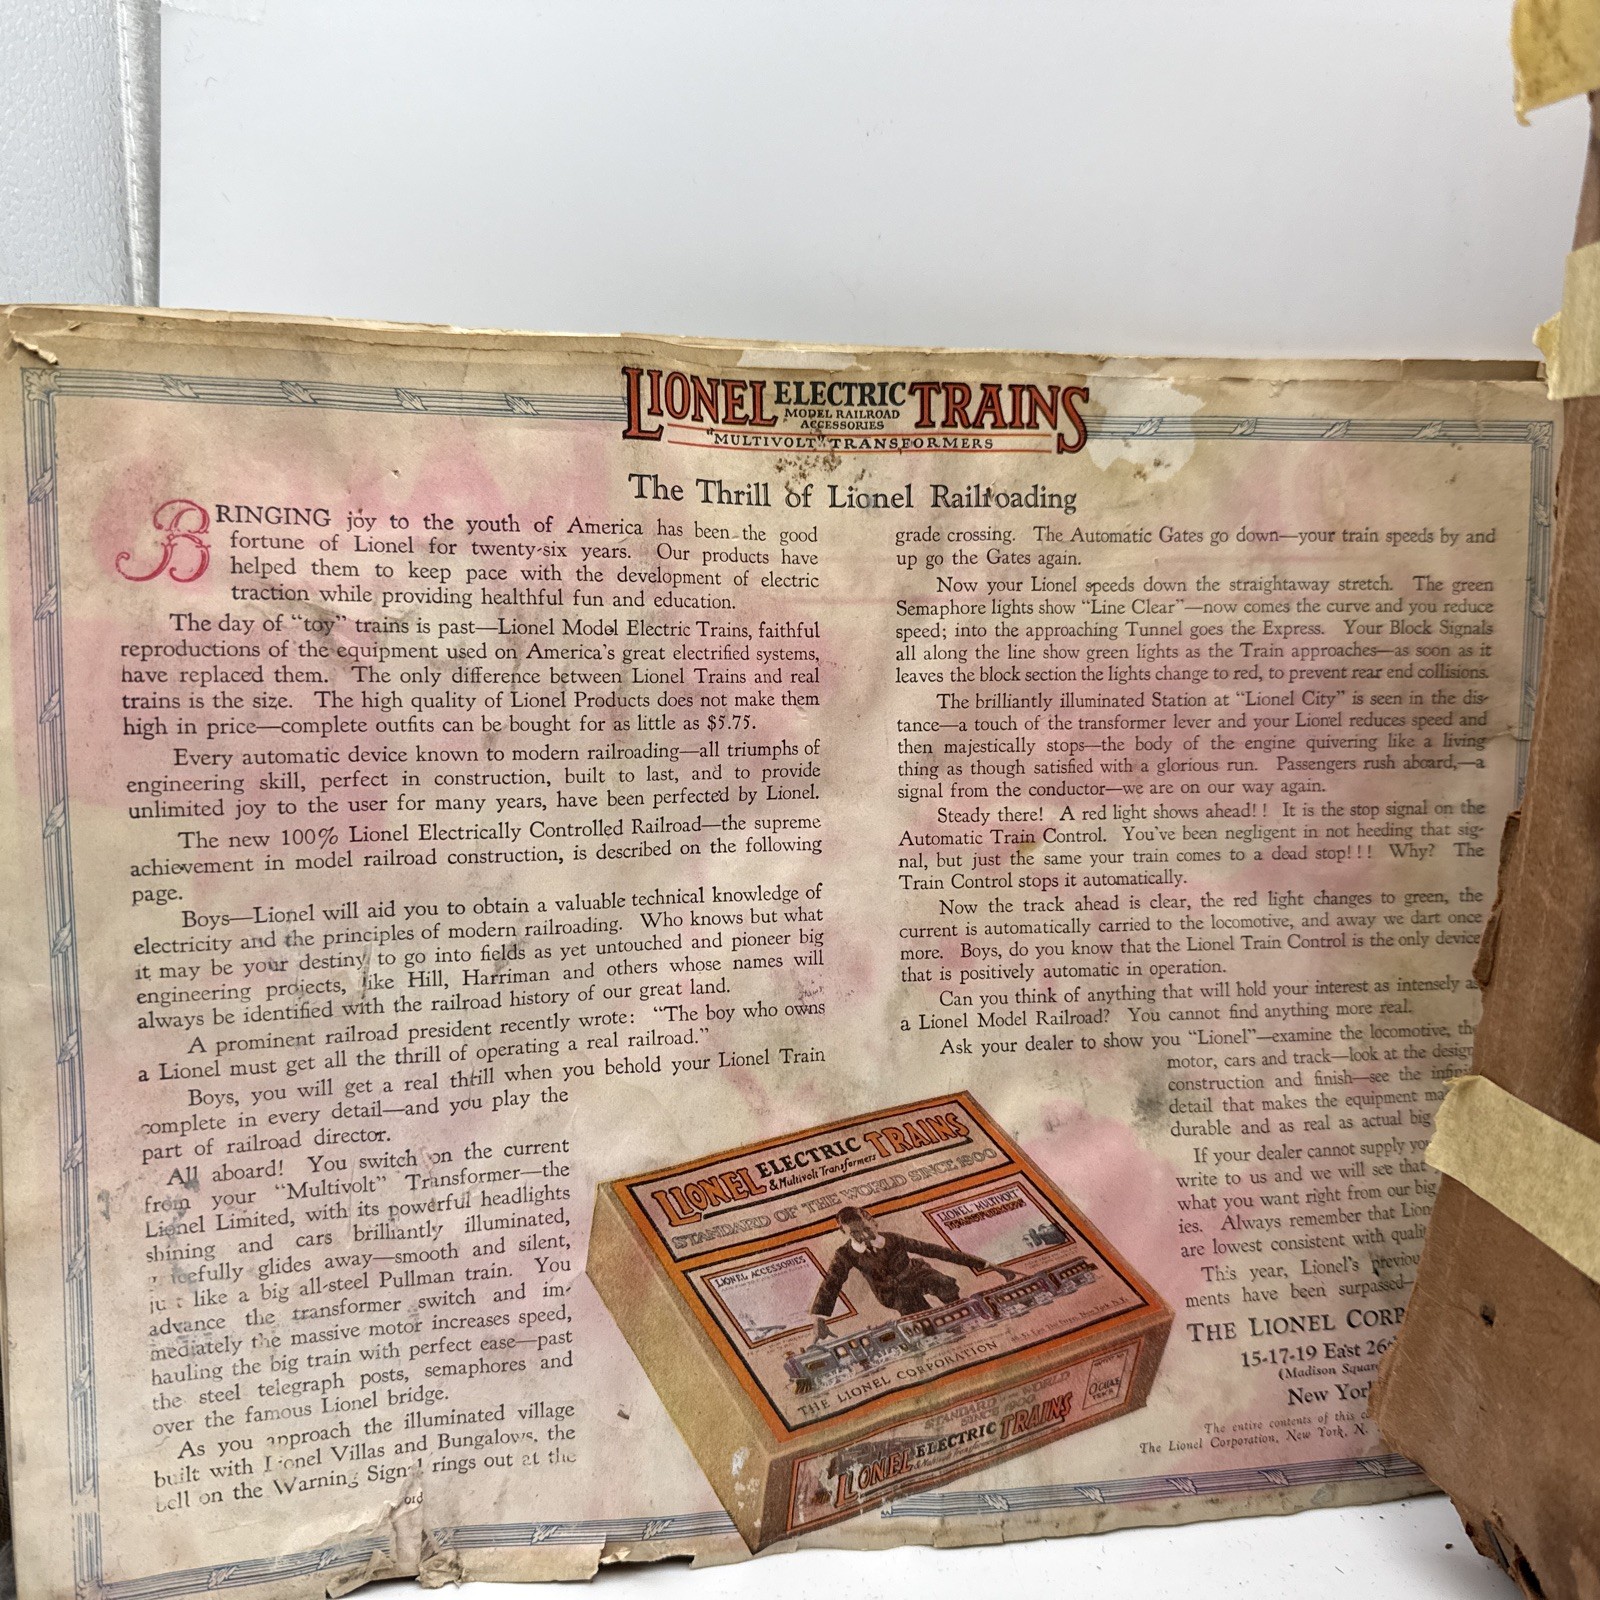 LIONEL ELECTRIC TRAINS
MODEL RAILROAD
ACCESSORIES
"MULTIVOLT" TRANSFORMERS
The Thrill of Lionel Railroading
BRINGING joy to the youth of America has been the good
fortune of Lionel for twenty-six years. Our products have
helped them to keep pace with the development of electric
traction while providing healthful fun and education.
The day of "toy" trains is past—Lionel Model Electric Trains, faithful
reproductions of the equipment used on America's great electrified systems,
have replaced them. The only difference between Lionel Trains and real
trains is the size. The high quality of Lionel Products does not make them
high in price—complete outfits can be bought for as little as $5.75.
Every automatic device known to modern railroading—all triumphs of
engineering skill, perfect in construction, built to last, and to provide
unlimited joy to the user for many years, have been perfected by Lionel.
The new 100% Lionel Electrically Controlled Railroad—the supreme
achievement in model railroad construction, is described on the following
page.
Boys—Lionel will aid you to obtain a valuable technical knowledge of
electricity and the principles of modern railroading. Who knows but what
it may be your destiny to go into fields as yet untouched and pioneer big
engineering projects, like Hill, Harriman and others whose names will
always be identified with the railroad history of our great land.
A prominent railroad president recently wrote: "The boy who owns
a Lionel must get all the thrill of operating a real railroad."
Boys, you will get a real thrill when you behold your Lionel Train
complete in every detail—and you play the
part of railroad director.
All aboard! You switch on the current
from your "Multivolt" Transformer—the
Lionel Limited, with its powerful headlights
shining and cars brilliantly illuminated,
glides away—smooth and silent,
like a big all-steel Pullman train. You
advance the transformer switch and im-
mediately the massive motor increases speed,
hauling the big train with perfect ease—past
the steel telegraph posts, semaphores and
over the famous Lionel bridge.
As you approach the illuminated village
built with Lionel Villas and Bungalows, the
bell on the Warning Signal rings out at the
grade crossing. The Automatic Gates go down—your train speeds by and
up go the Gates again.
Now your Lionel speeds down the straightaway stretch. The green
Semaphore lights show "Line Clear"—now comes the curve and you reduce
speed; into the approaching Tunnel goes the Express. Your Block Signals
all along the line show green lights as the Train approaches—as soon as it
leaves the block section the lights change to red, to prevent rear end collisions.
The brilliantly illuminated Station at "Lionel City" is seen in the dis-
tance—a touch of the transformer lever and your Lionel reduces speed and
then majestically stops—the body of the engine quivering like a living
thing as though satisfied with a glorious run. Passengers rush aboard,—a
signal from the conductor—we are on our way again.
Steady there! A red light shows ahead!! It is the stop signal on the
Automatic Train Control. You've been negligent in not heeding that sig-
nal, but just the same your train comes to a dead stop!!! Why? The
Train Control stops it automatically.
Now the track ahead is clear, the red light changes to green, the
current is automatically carried to the locomotive, and away we dart once
more. Boys, do you know that the Lionel Train Control is the only device
that is positively automatic in operation.
Can you think of anything that will hold your interest as intensely as
a Lionel Model Railroad? You cannot find anything more real.
Ask your dealer to show you "Lionel"—examine the locomotive, the
motor, cars and track—look at the design
construction and finish—see the
detail that makes the equipment
durable and as real as actual big
If your dealer cannot supply
write to us and we will see that
what you want right from our big
ies. Always remember that
are lowest consistent with
This year, Lionel's
ments have been surpassed—
THE LIONEL CORP
15-17-19 East 26
(Madison Squar
New Yor
The entire contents of this
The Lionel Corporation, New York, N.
LIONEL ELECTRIC TRAINS
& Multivolt Transformers
STANDARD OF THE WORLD SINCE 1900
LIONEL ACCESSORIES
LIONEL MULTIVOLT
TRANSFORMERS
THE LIONEL CORPORATION
STANDARD OF THE WORLD
SINCE 1900
LIONEL ELECTRIC TRAINS